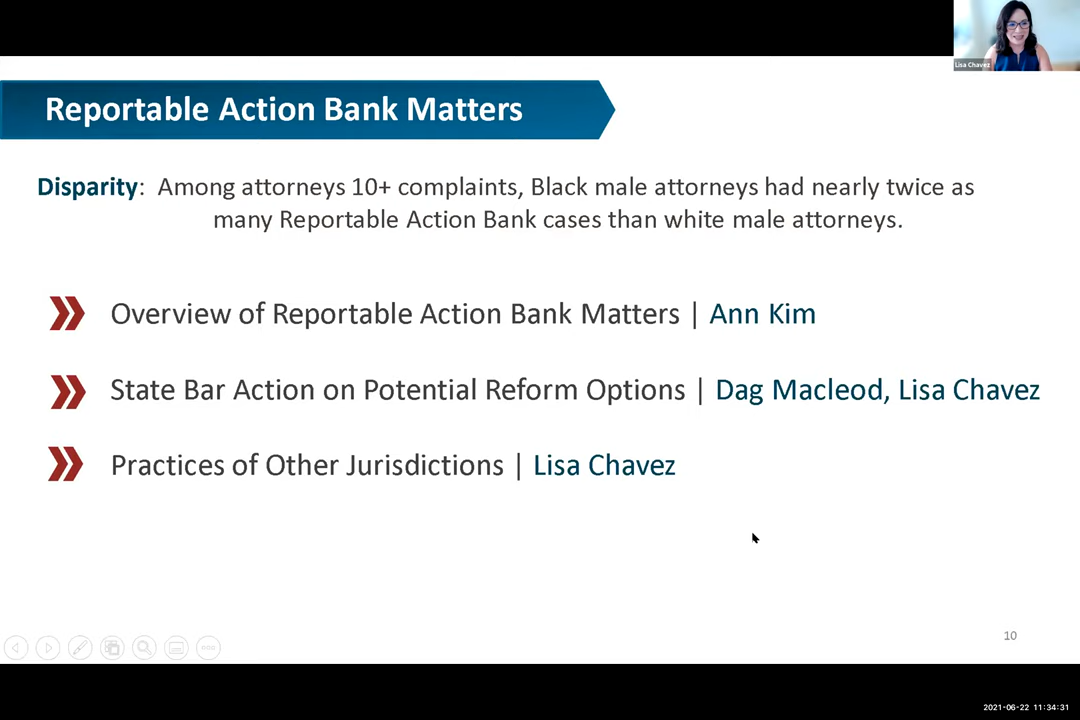 Lisa Chavez
Reportable Action Bank Matters
Disparity: Among attorneys 10+ complaints, Black male attorneys had nearly twice as
many Reportable Action Bank cases than white male attorneys.
Overview of Reportable Action Bank Matters | Ann Kim
State Bar Action on Potential Reform Options | Dag Macleod, Lisa Chavez
Practices of Other Jurisdictions | Lisa Chavez
10
2021-06-22 11:34:31